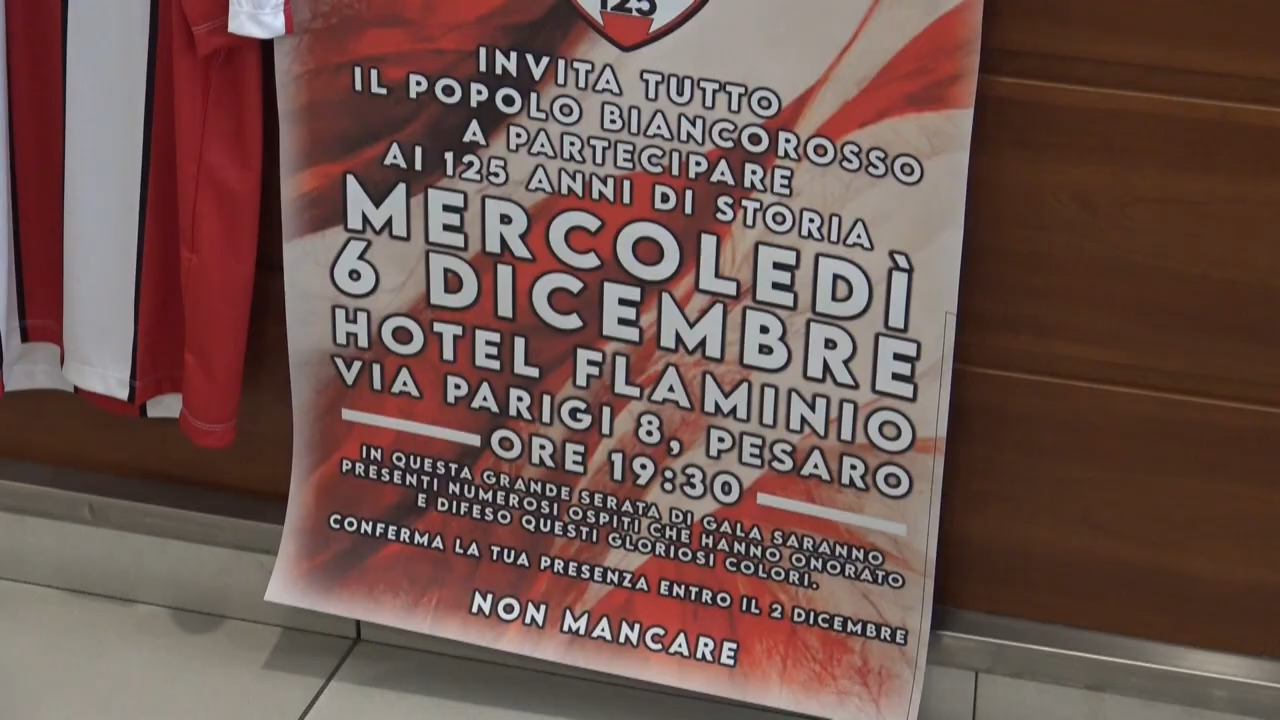 125
INVITA TUTTO
IL POPOLO BIANCOROSSO
A PARTECIPARE
AI 125 ANNI DI STORIA
MERCOLEDÌ
6 DICEMBRE
HOTEL FLAMINIO
VIA PARIGI 8, PESARO
ORE 19:30
IN QUESTA GRANDE SERATA DI GALA SARANNO
PRESENTI NUMEROSI OSPITI CHE HANNO ONORATO
E DIFESO QUESTI GLORIOSI COLORI.
CONFERMA LA TUA PRESENZA ENTRO IL 2 DICEMBRE
NON MANCARE